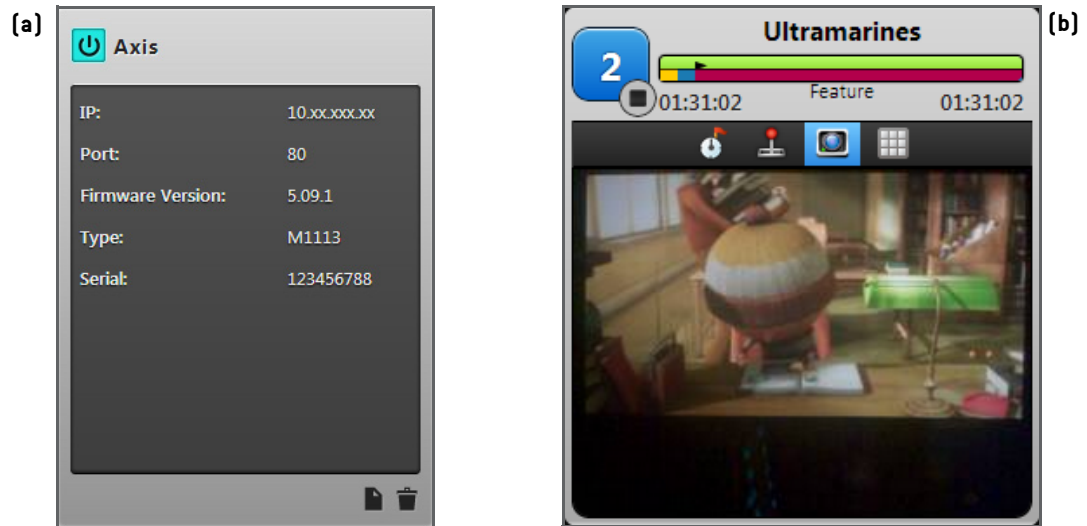 (a)
Axis
IP: 10.xx.xxx.xx
Port: 80
Firmware Version: 5.09.1
Type: M1113
Serial: 123456788
(b)
Ultramarines
2
Feature
01:31:02 01:31:02